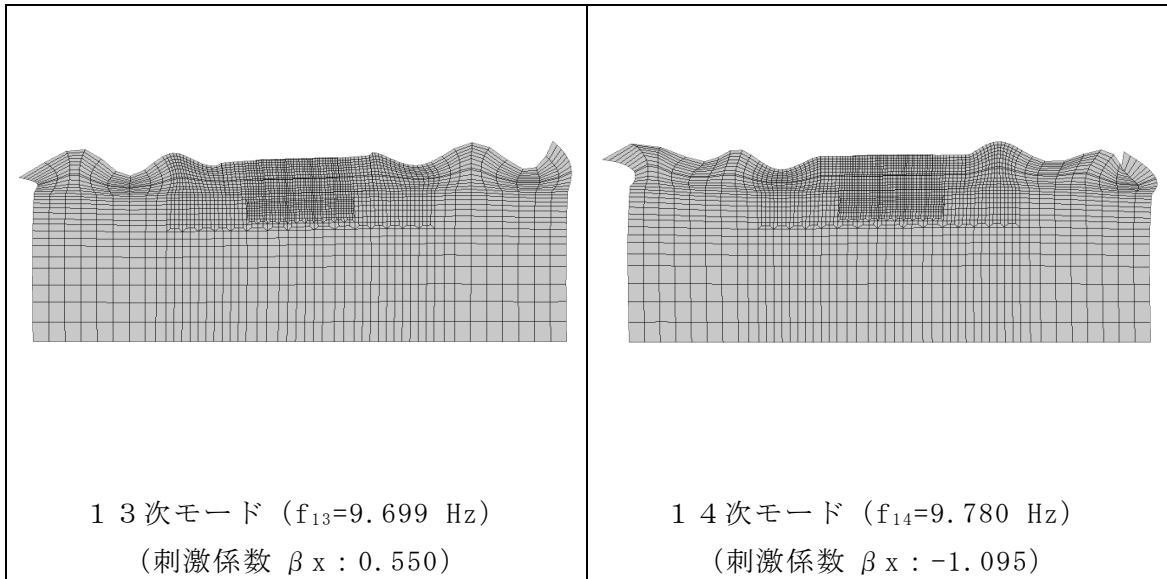 １３次モード (f₁₃=9.699 Hz)
(刺激係数 βx：0.550)
１４次モード (f₁₄=9.780 Hz)
(刺激係数 βx：-1.095)